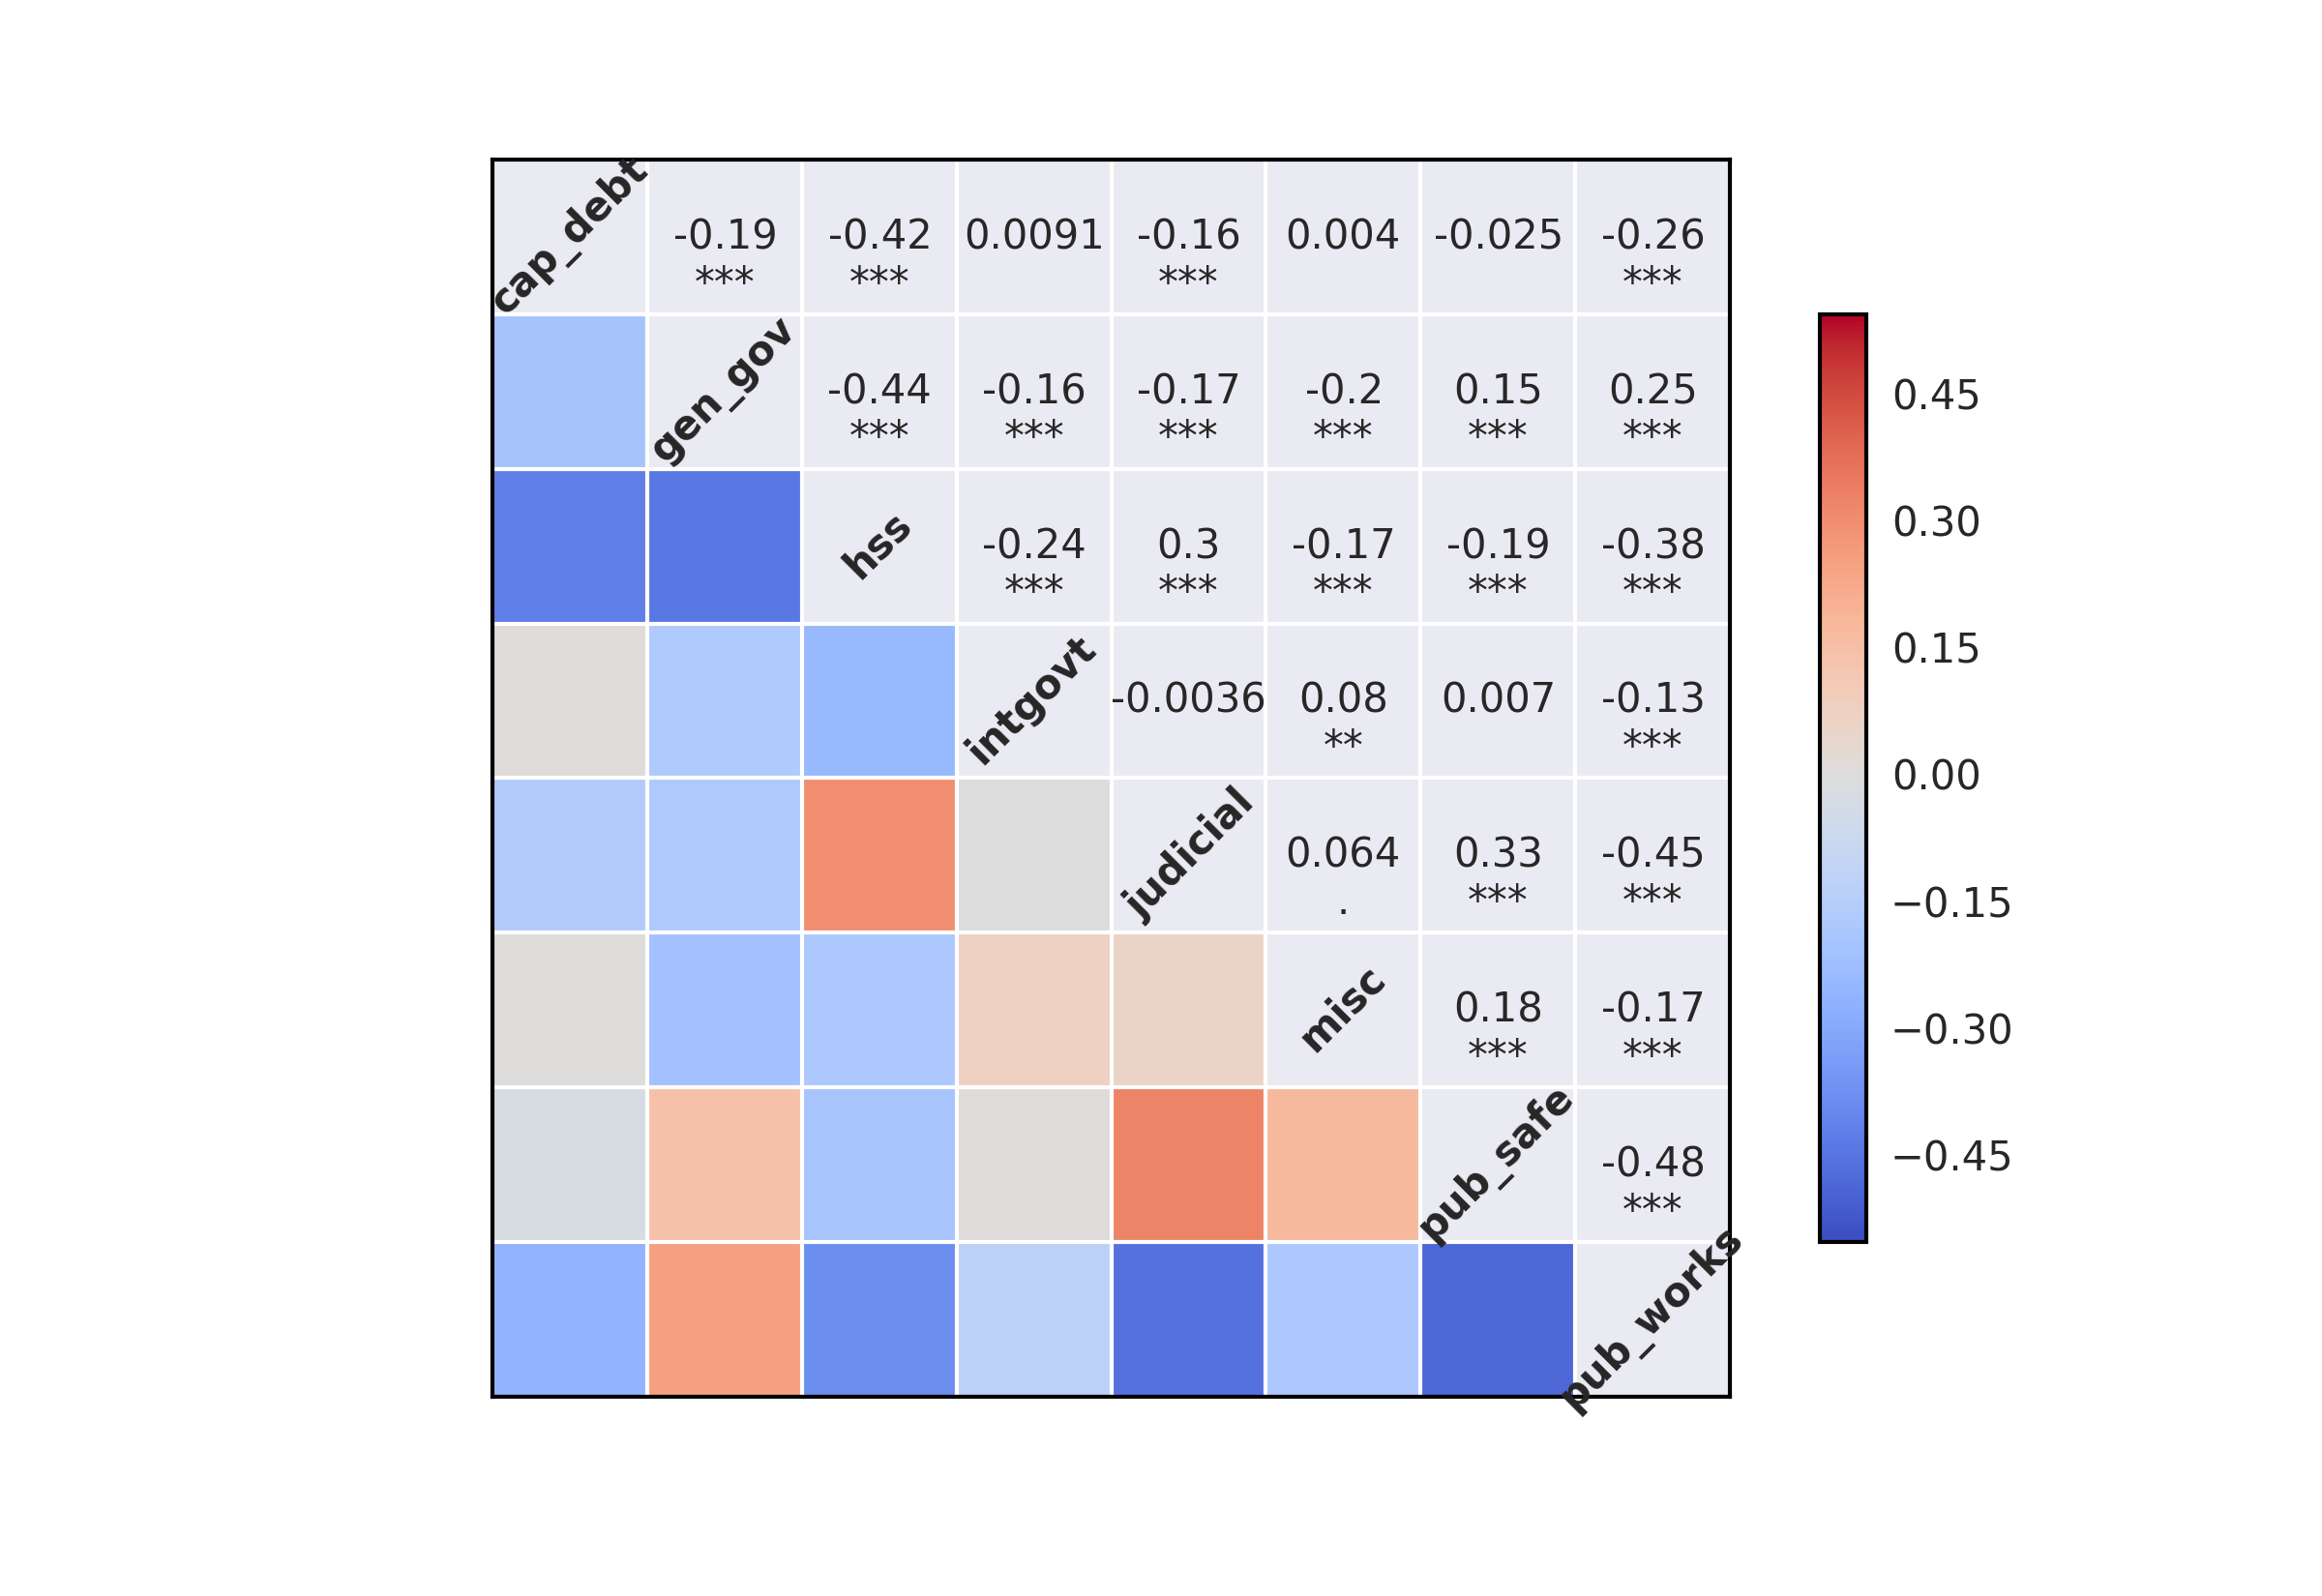 cap_debt -0.19 -0.42 0.0091 -0.16 0.004 -0.025 -0.26
*** *** *** ***
gen_gov -0.44 -0.16 -0.17 -0.2 0.15 0.25
*** *** *** *** *** ***
hss -0.24 0.3 -0.17 -0.19 -0.38
*** *** *** *** ***
intgovt -0.0036 0.08 0.007 -0.13
** ***
judicial 0.064 0.33 -0.45
. *** ***
misc 0.18 -0.17
*** ***
pub_safe -0.48
***
pub_works
0.45
0.30
0.15
0.00
−0.15
−0.30
−0.45